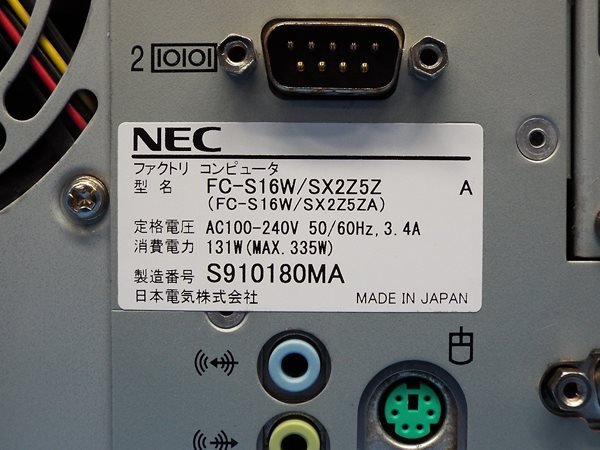 2 IOIOI
NEC
ファクトリ コンピュータ
型 名 FC-S16W/SX2Z5Z A
(FC-S16W/SX2Z5ZA)
定格電圧 AC100-240V 50/60Hz, 3.4A
消費電力 131W(MAX. 335W)
製造番号 S910180MA
日本電気株式会社 MADE IN JAPAN